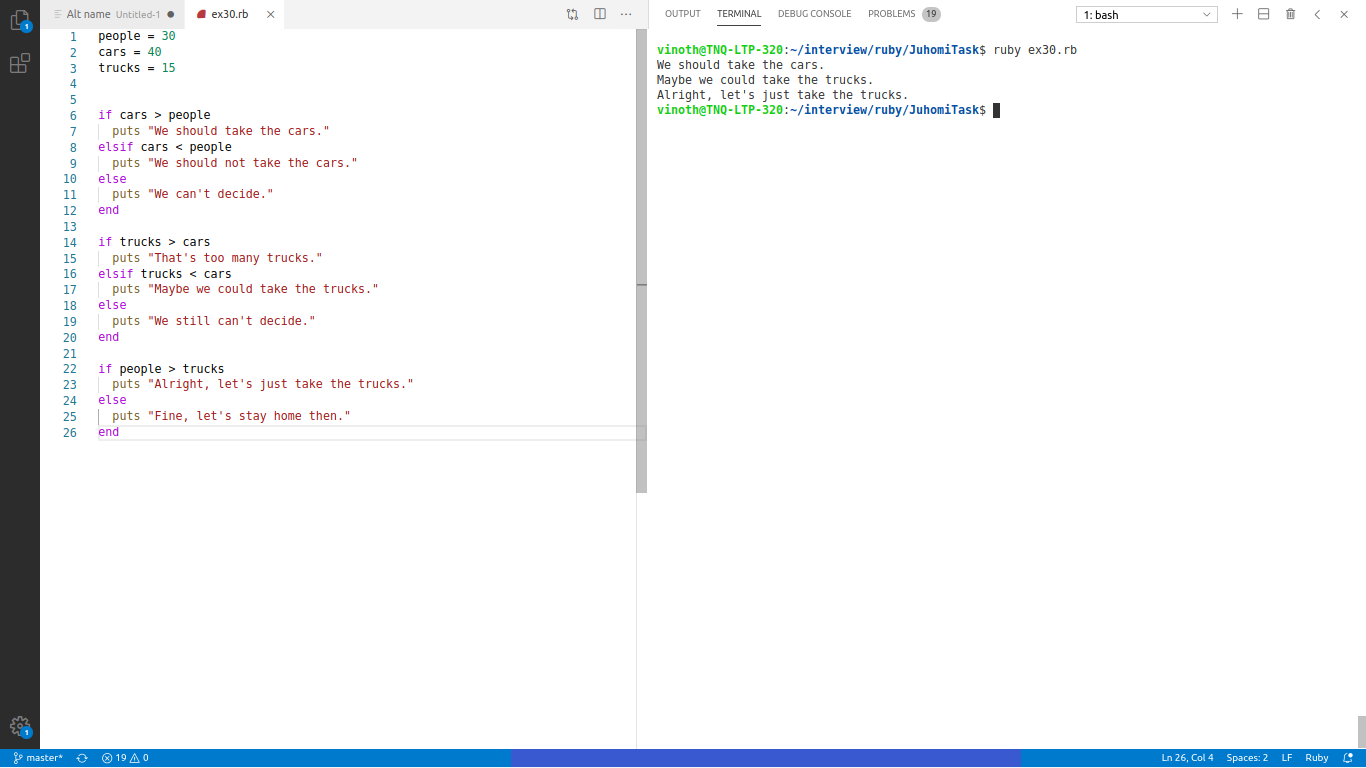 Alt name Untitled-1 ex30.rb
OUTPUT TERMINAL DEBUG CONSOLE PROBLEMS 19 1: bash
1
1 people = 30
2 cars = 40
3 trucks = 15
4
5
6 if cars > people
7 puts "We should take the cars."
8 elsif cars < people
9 puts "We should not take the cars."
10 else
11 puts "We can't decide."
12 end
13
14 if trucks > cars
15 puts "That's too many trucks."
16 elsif trucks < cars
17 puts "Maybe we could take the trucks."
18 else
19 puts "We still can't decide."
20 end
21
22 if people > trucks
23 puts "Alright, let's just take the trucks."
24 else
25 puts "Fine, let's stay home then."
26 end
vinoth@TNQ-LTP-320:~/interview/ruby/JuhomiTask$ ruby ex30.rb
We should take the cars.
Maybe we could take the trucks.
Alright, let's just take the trucks.
vinoth@TNQ-LTP-320:~/interview/ruby/JuhomiTask$
1
master* 19 0 Ln 26, Col 4 Spaces: 2 LF Ruby